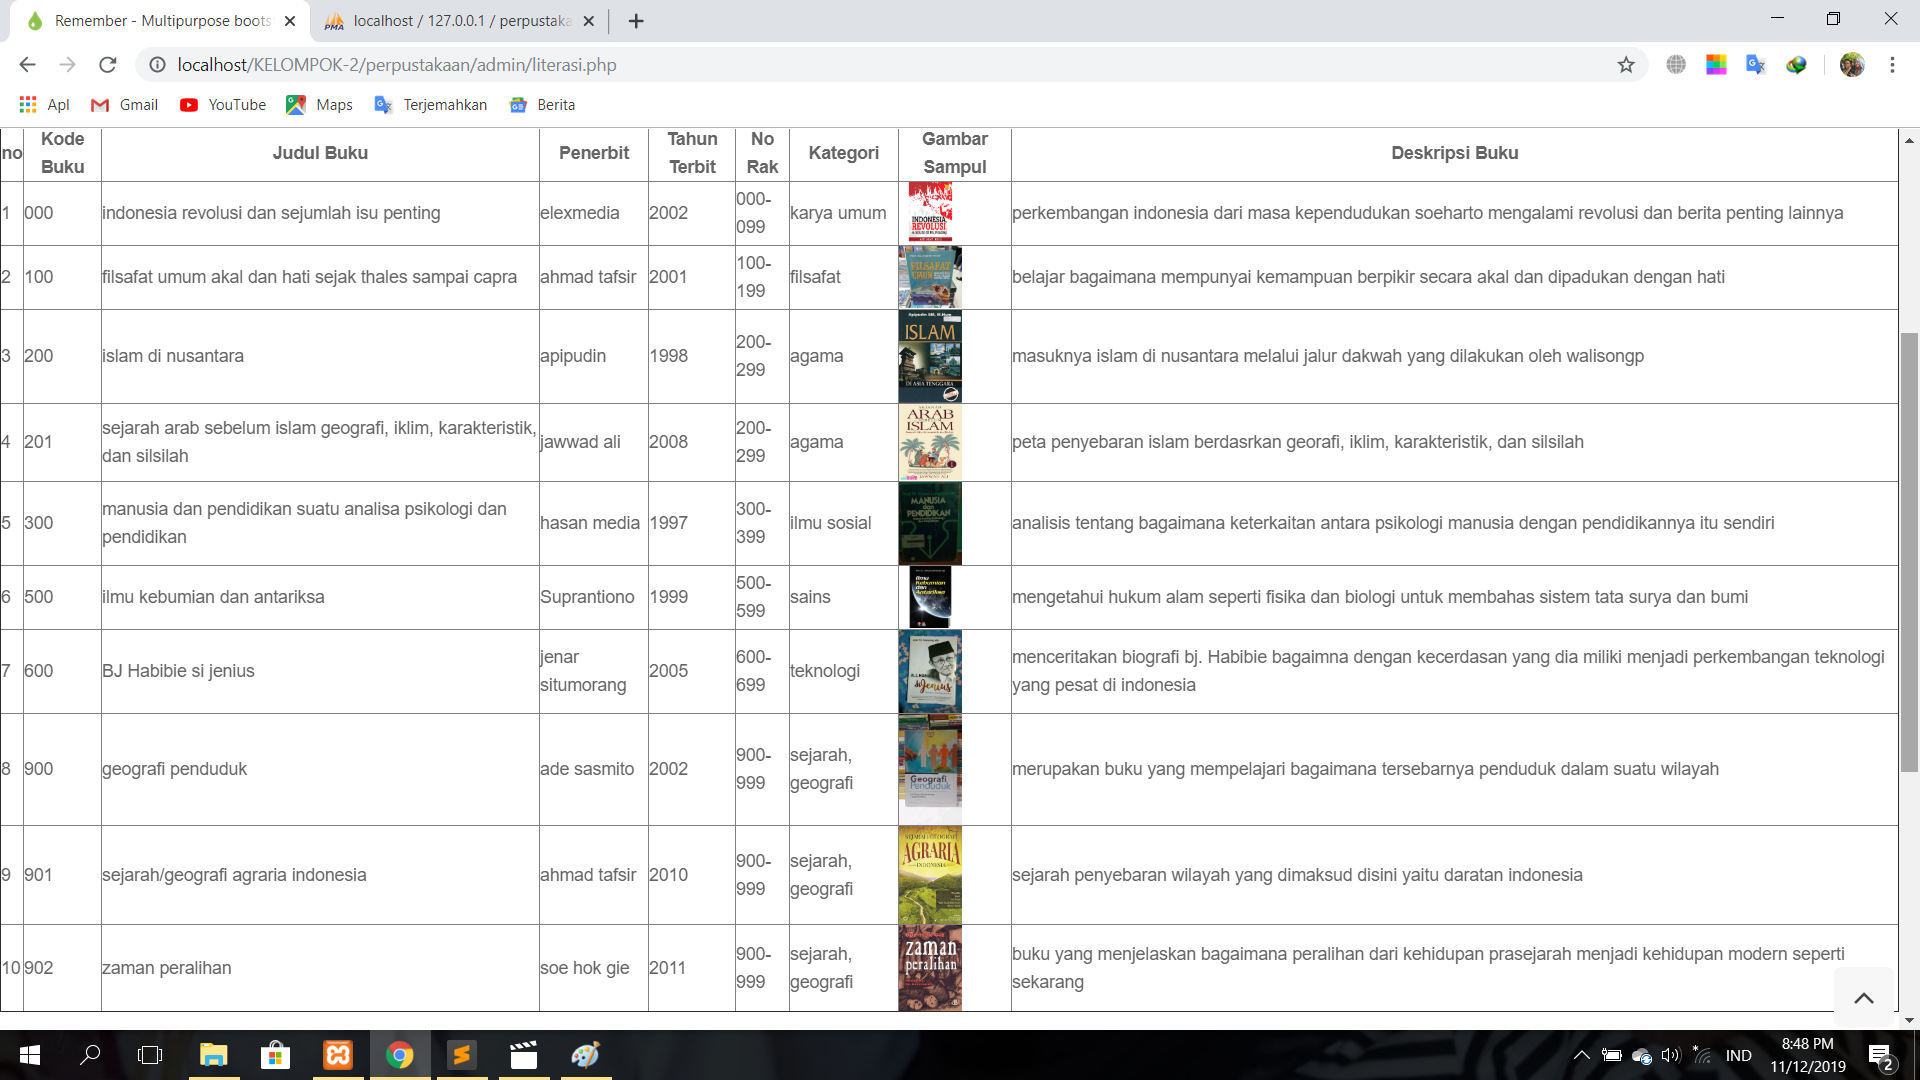 Remember - Multipurpose boots
localhost / 127.0.0.1 / perpustaka
localhost/KELOMPOK-2/perpustakaan/admin/literasi.php
Apl Gmail YouTube Maps Terjemahkan Berita
no Kode Buku Judul Buku Penerbit Tahun Terbit No Rak Kategori Gambar Sampul Deskripsi Buku
1 000 indonesia revolusi dan sejumlah isu penting elexmedia 2002 000-099 karya umum INDONESIA REVOLUSI perkembangan indonesia dari masa kependudukan soeharto mengalami revolusi dan berita penting lainnya
2 100 filsafat umum akal dan hati sejak thales sampai capra ahmad tafsir 2001 100-199 filsafat FILSAFAT UMUM belajar bagaimana mempunyai kemampuan berpikir secara akal dan dipadukan dengan hati
3 200 islam di nusantara apipudin 1998 200-299 agama ISLAM DI ASIA TENGGARA masuknya islam di nusantara melalui jalur dakwah yang dilakukan oleh walisongp
4 201 sejarah arab sebelum islam geografi, iklim, karakteristik, dan silsilah jawwad ali 2008 200-299 agama ARAB ISLAM peta penyebaran islam berdasrkan georafi, iklim, karakteristik, dan silsilah
5 300 manusia dan pendidikan suatu analisa psikologi dan pendidikan hasan media 1997 300-399 ilmu sosial MANUSIA dan PENDIDIKAN analisis tentang bagaimana keterkaitan antara psikologi manusia dengan pendidikannya itu sendiri
6 500 ilmu kebumian dan antariksa Suprantiono 1999 500-599 sains Ilmu Kebumian dan Antariksa mengetahui hukum alam seperti fisika dan biologi untuk membahas sistem tata surya dan bumi
7 600 BJ Habibie si jenius jenar situmorang 2005 600-699 teknologi si Jenius menceritakan biografi bj. Habibie bagaimna dengan kecerdasan yang dia miliki menjadi perkembangan teknologi yang pesat di indonesia
8 900 geografi penduduk ade sasmito 2002 900-999 sejarah, geografi Geografi Penduduk merupakan buku yang mempelajari bagaimana tersebarnya penduduk dalam suatu wilayah
9 901 sejarah/geografi agraria indonesia ahmad tafsir 2010 900-999 sejarah, geografi AGRARIA INDONESIA sejarah penyebaran wilayah yang dimaksud disini yaitu daratan indonesia
10 902 zaman peralihan soe hok gie 2011 900-999 sejarah, geografi zaman peralihan buku yang menjelaskan bagaimana peralihan dari kehidupan prasejarah menjadi kehidupan modern seperti sekarang
IND
8:48 PM
11/12/2019
2